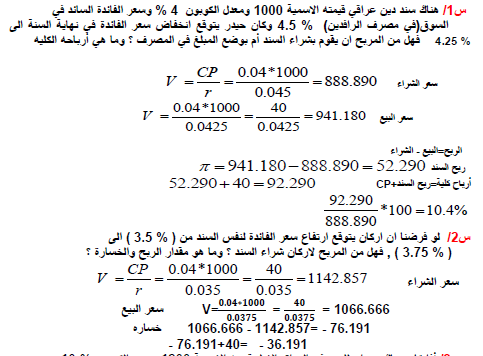 س1/ هناك سند دين عراقي قيمته الاسمية 1000 ومعدل الكوبون 4 % وسعر الفائدة السائد في
السوق(في مصرف الرافدين) % 4.5 وكان حيدر يتوقع انخفاض سعر الفائدة في نهاية السنة الى
% 4.25 فهل من المربح ان يقوم بشراء السند أم بوضع المبلغ في المصرف ؟ وما هي أرباحه الكليه
V = CP/r = 0.04*1000/0.045 = 888.890 سعر الشراء
V = 0.04*1000/0.0425 = 40/0.0425 = 941.180 سعر البيع
الربح=البيع - الشراء
ربح السند π = 941.180 − 888.890 = 52.290
أرباح كلية=ربح السند+CP 52.290 + 40 = 92.290
92.290/888.890 *100 = 10.4%
س2/ لو فرضنا ان اركان يتوقع ارتفاع سعر الفائدة لنفس السند من ( % 3.5 ) الى
( % 3.75 ) , فهل من المربح لاركان شراء السند ؟ وما هو مقدار الربح والخسارة ؟
V = CP/r = 0.04*1000/0.035 = 40/0.035 = 1142.857 سعر الشراء
V= 0.04*1000/0.0375 = 40/0.0375 = 1066.666 سعر البيع
1066.666 - 1142.857= - 76.191 خساره
- 76.191+40= - 36.191